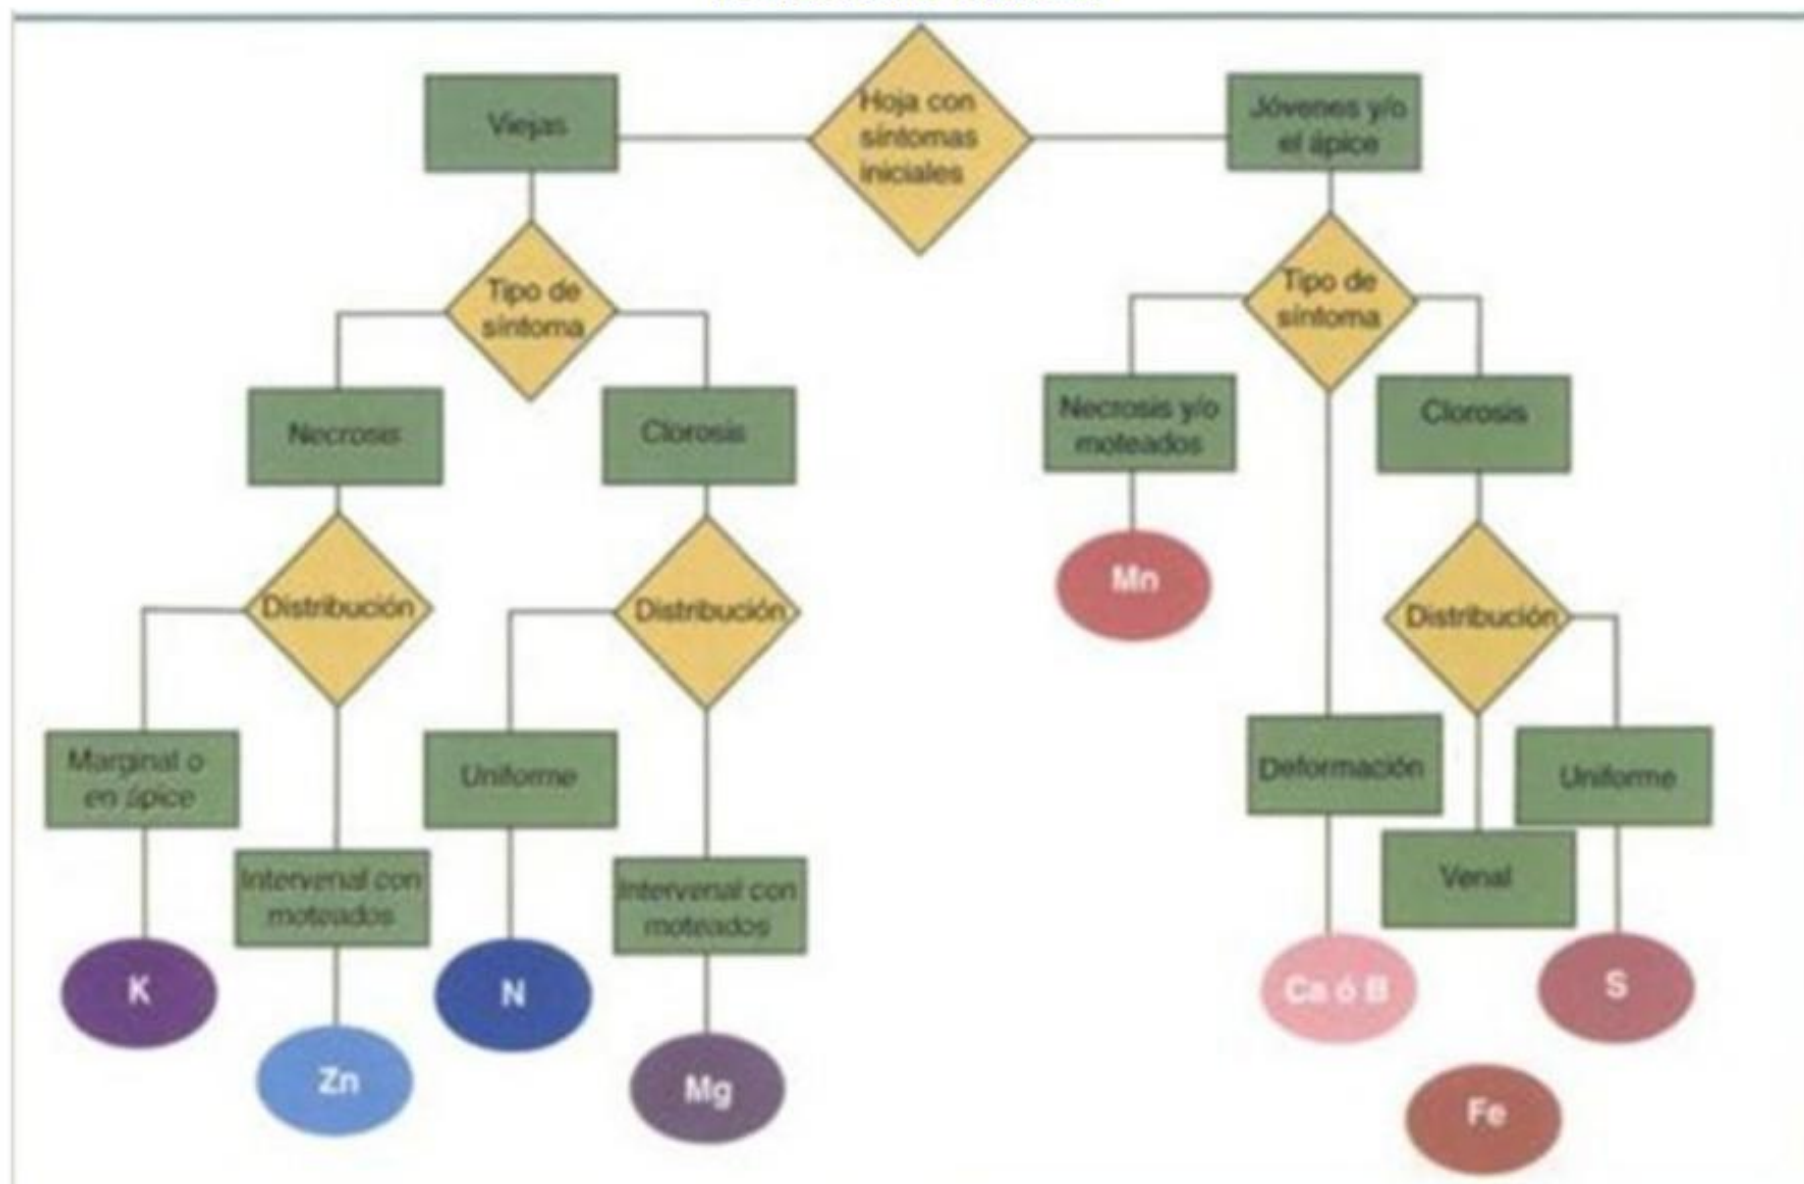 Viejas
Hoja con
síntomas
iniciales
Jóvenes y/o
el ápice
Tipo de
síntoma
Tipo de
síntoma
Necrosis
Clorosis
Necrosis y/o
moteados
Clorosis
Distribución
Distribución
Mn
Distribución
Marginal o
en ápice
Uniforme
Deformación
Uniforme
Intervenal con
moteados
Intervenal con
moteados
Venal
K
N
Ca ó B
S
Zn
Mg
Fe